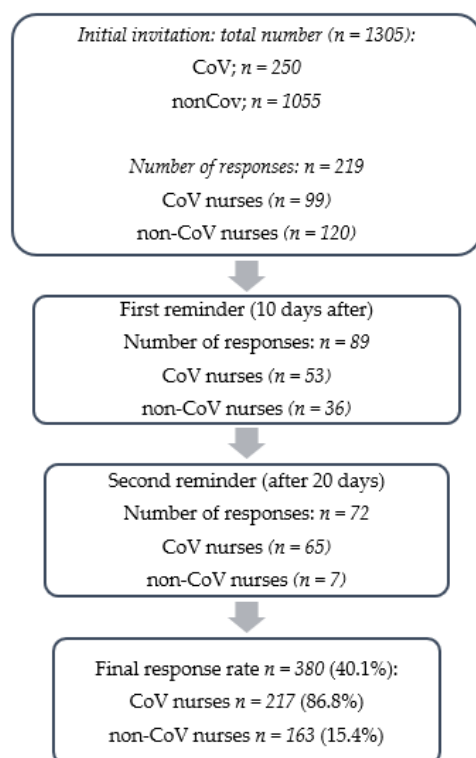 Initial invitation: total number (n = 1305):
CoV; n = 250
nonCov; n = 1055
Number of responses: n = 219
CoV nurses (n = 99)
non-CoV nurses (n = 120)
First reminder (10 days after)
Number of responses: n = 89
CoV nurses (n = 53)
non-CoV nurses (n = 36)
Second reminder (after 20 days)
Number of responses: n = 72
CoV nurses (n = 65)
non-CoV nurses (n = 7)
Final response rate n = 380 (40.1%):
CoV nurses n = 217 (86.8%)
non-CoV nurses n = 163 (15.4%)